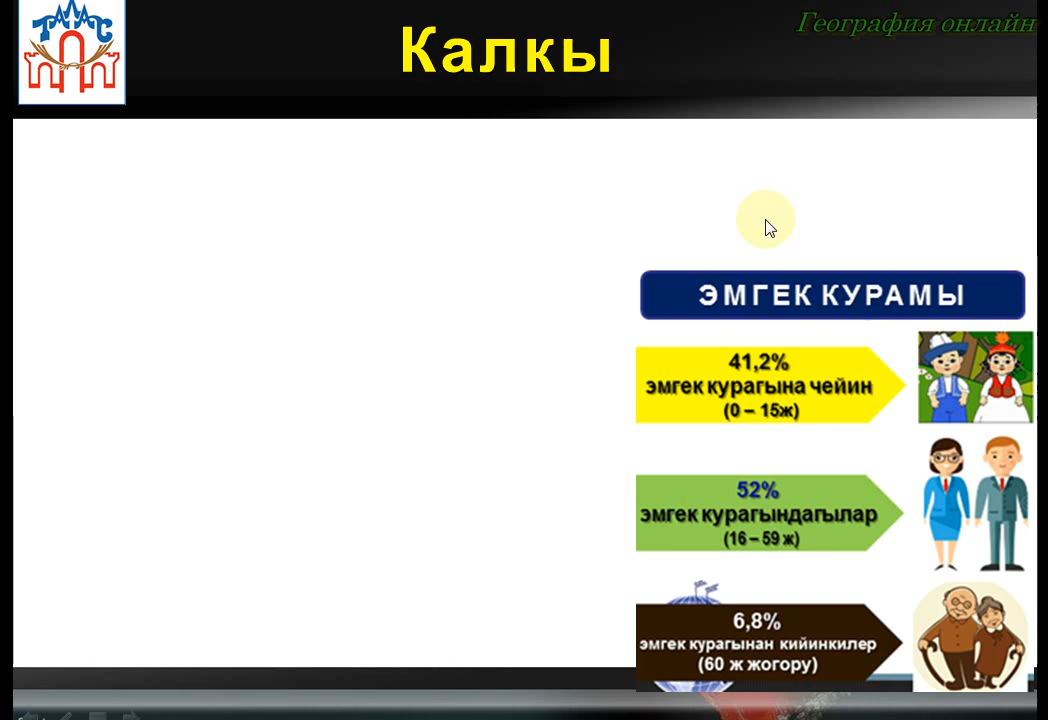 ТАЛАС
Калкы
География онлайн
ЭМГЕК КУРАМЫ
41,2%
эмгек курагына чейин
(0 – 15ж)
52%
эмгек курагындагылар
(16 – 59 ж)
6,8%
эмгек курагынан кийинкилер
(60 ж жогору)